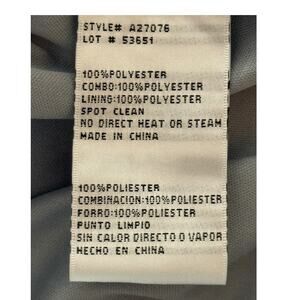 STYLE# A27076
LOT # 53651
100%POLYESTER
COMBO:100%POLYESTER
LINING:100%POLYESTER
SPOT CLEAN
NO DIRECT HEAT OR STEAM
MADE IN CHINA
100%POLIESTER
COMBINACION:100%POLIESTER
FORRO:100%POLIESTER
PUNTO LIMPIO
SIN CALOR DIRECTO O VAPOR
HECHO EN CHINA